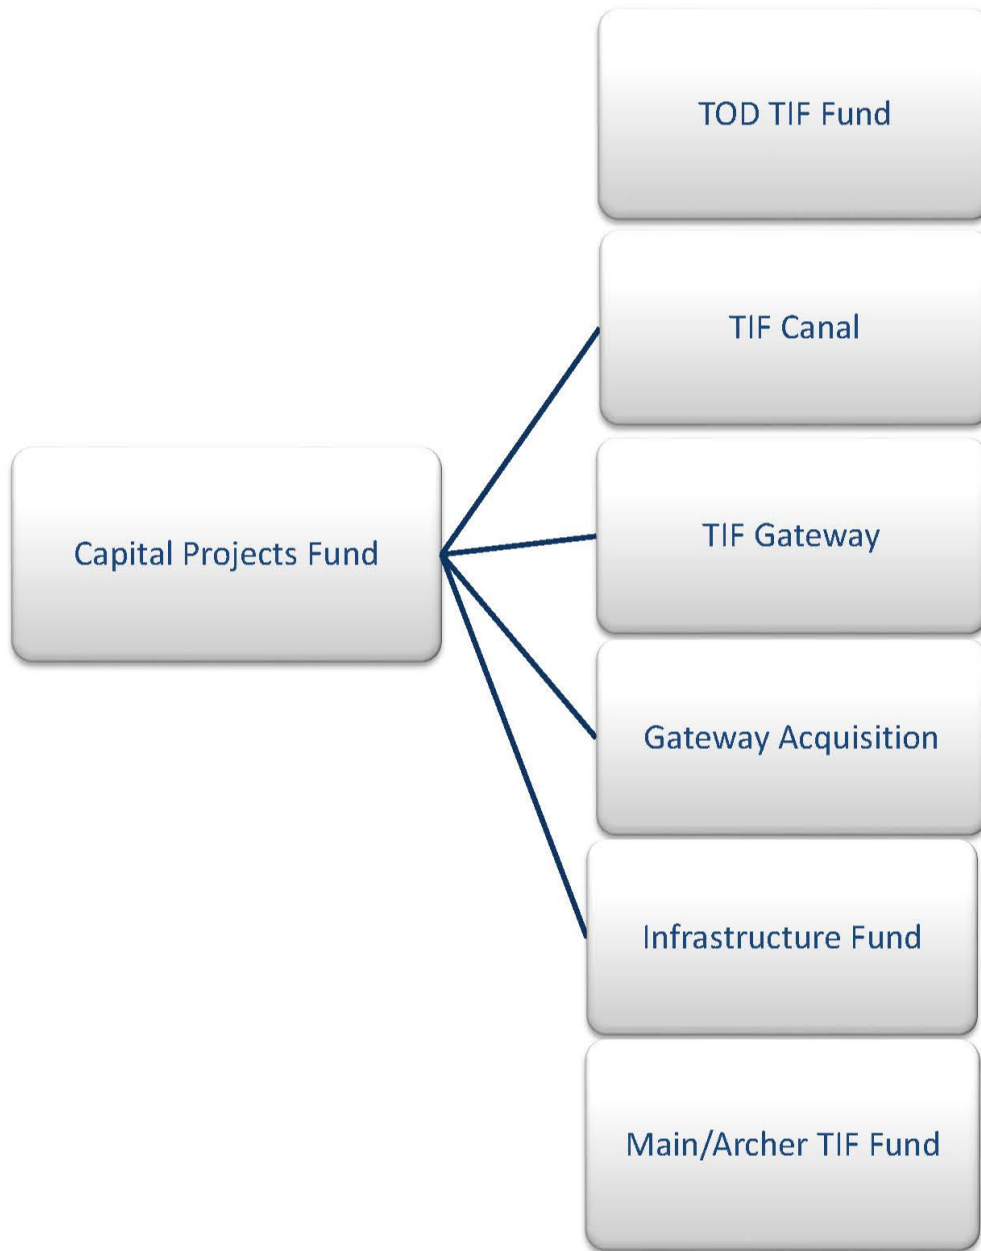 TOD TIF Fund
TIF Canal
Capital Projects Fund
TIF Gateway
Gateway Acquisition
Infrastructure Fund
Main/Archer TIF Fund